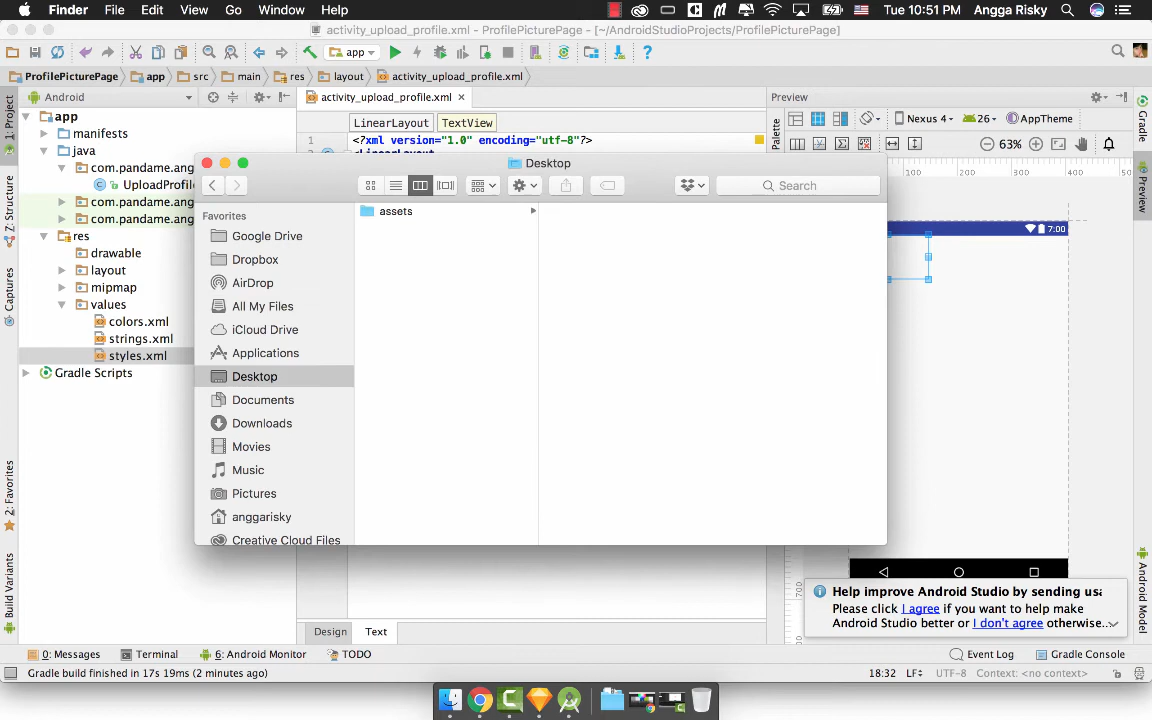 Finder File Edit View Go Window Help Tue 10:51 PM Angga Risky
activity_upload_profile.xml - ProfilePicturePage - [~/AndroidStudioProjects/ProfilePicturePage]
app
ProfilePicturePage app src main res layout activity_upload_profile.xml
Android
activity_upload_profile.xml
Preview
LinearLayout TextView
Nexus 4 26 AppTheme
63%
<?xml version="1.0" encoding="utf-8"?>
<LinearLayout
100 200 300 400
700
7:00
1: Project
Z: Structure
Captures
2: Favorites
Build Variants
app
manifests
java
com.pandame.ang
UploadProfil
com.pandame.ang
com.pandame.ang
res
drawable
layout
mipmap
values
colors.xml
strings.xml
styles.xml
Gradle Scripts
Desktop
Search
Favorites
Google Drive
Dropbox
AirDrop
All My Files
iCloud Drive
Applications
Desktop
Documents
Downloads
Movies
Music
Pictures
anggarisky
Creative Cloud Files
assets
Palette
Gradle
Preview
Android Model
Help improve Android Studio by sending usa
Please click I agree if you want to help make
Android Studio better or I don't agree otherwise...
Design Text
0: Messages Terminal 6: Android Monitor TODO Event Log Gradle Console
Gradle build finished in 17s 19ms (2 minutes ago) 18:32 LF UTF-8 Context: <no context>